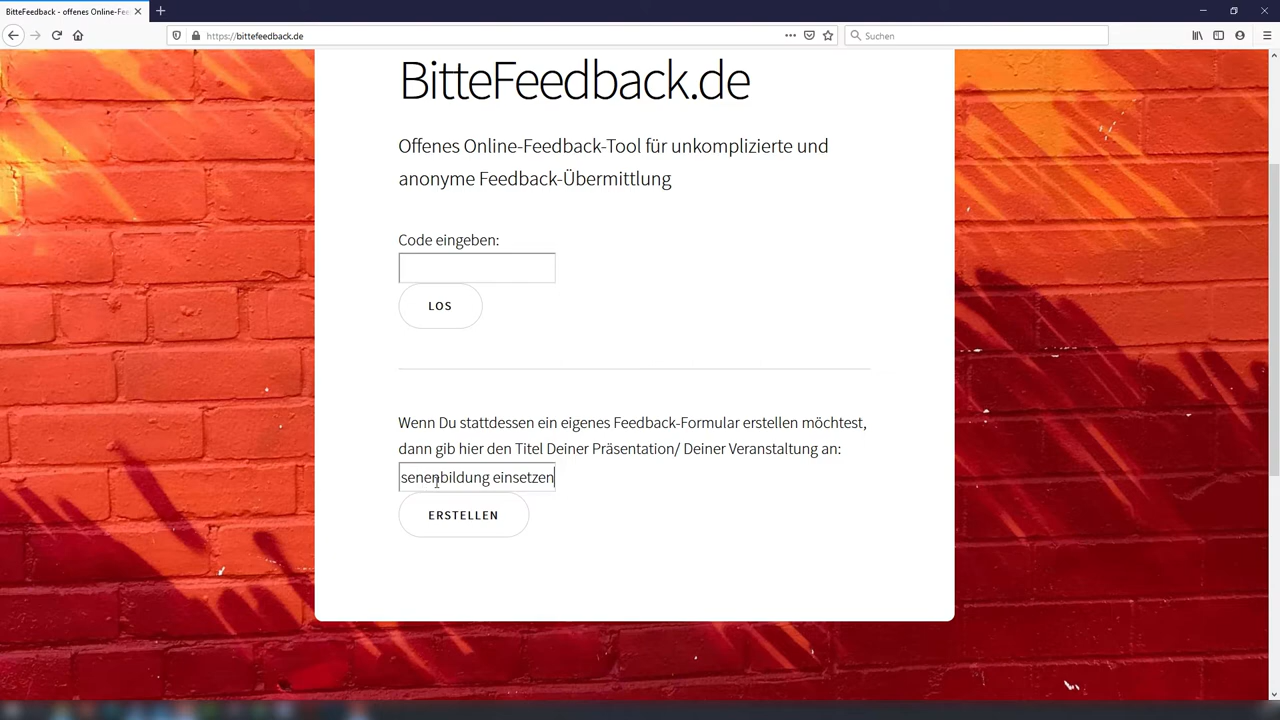 BitteFeedback - offenes Online-Fee
https://bittefeedback.de
Suchen
BitteFeedback.de
Offenes Online-Feedback-Tool für unkomplizierte und
anonyme Feedback-Übermittlung
Code eingeben:
LOS
Wenn Du stattdessen ein eigenes Feedback-Formular erstellen möchtest,
dann gib hier den Titel Deiner Präsentation/ Deiner Veranstaltung an:
senenbildung einsetzen
ERSTELLEN